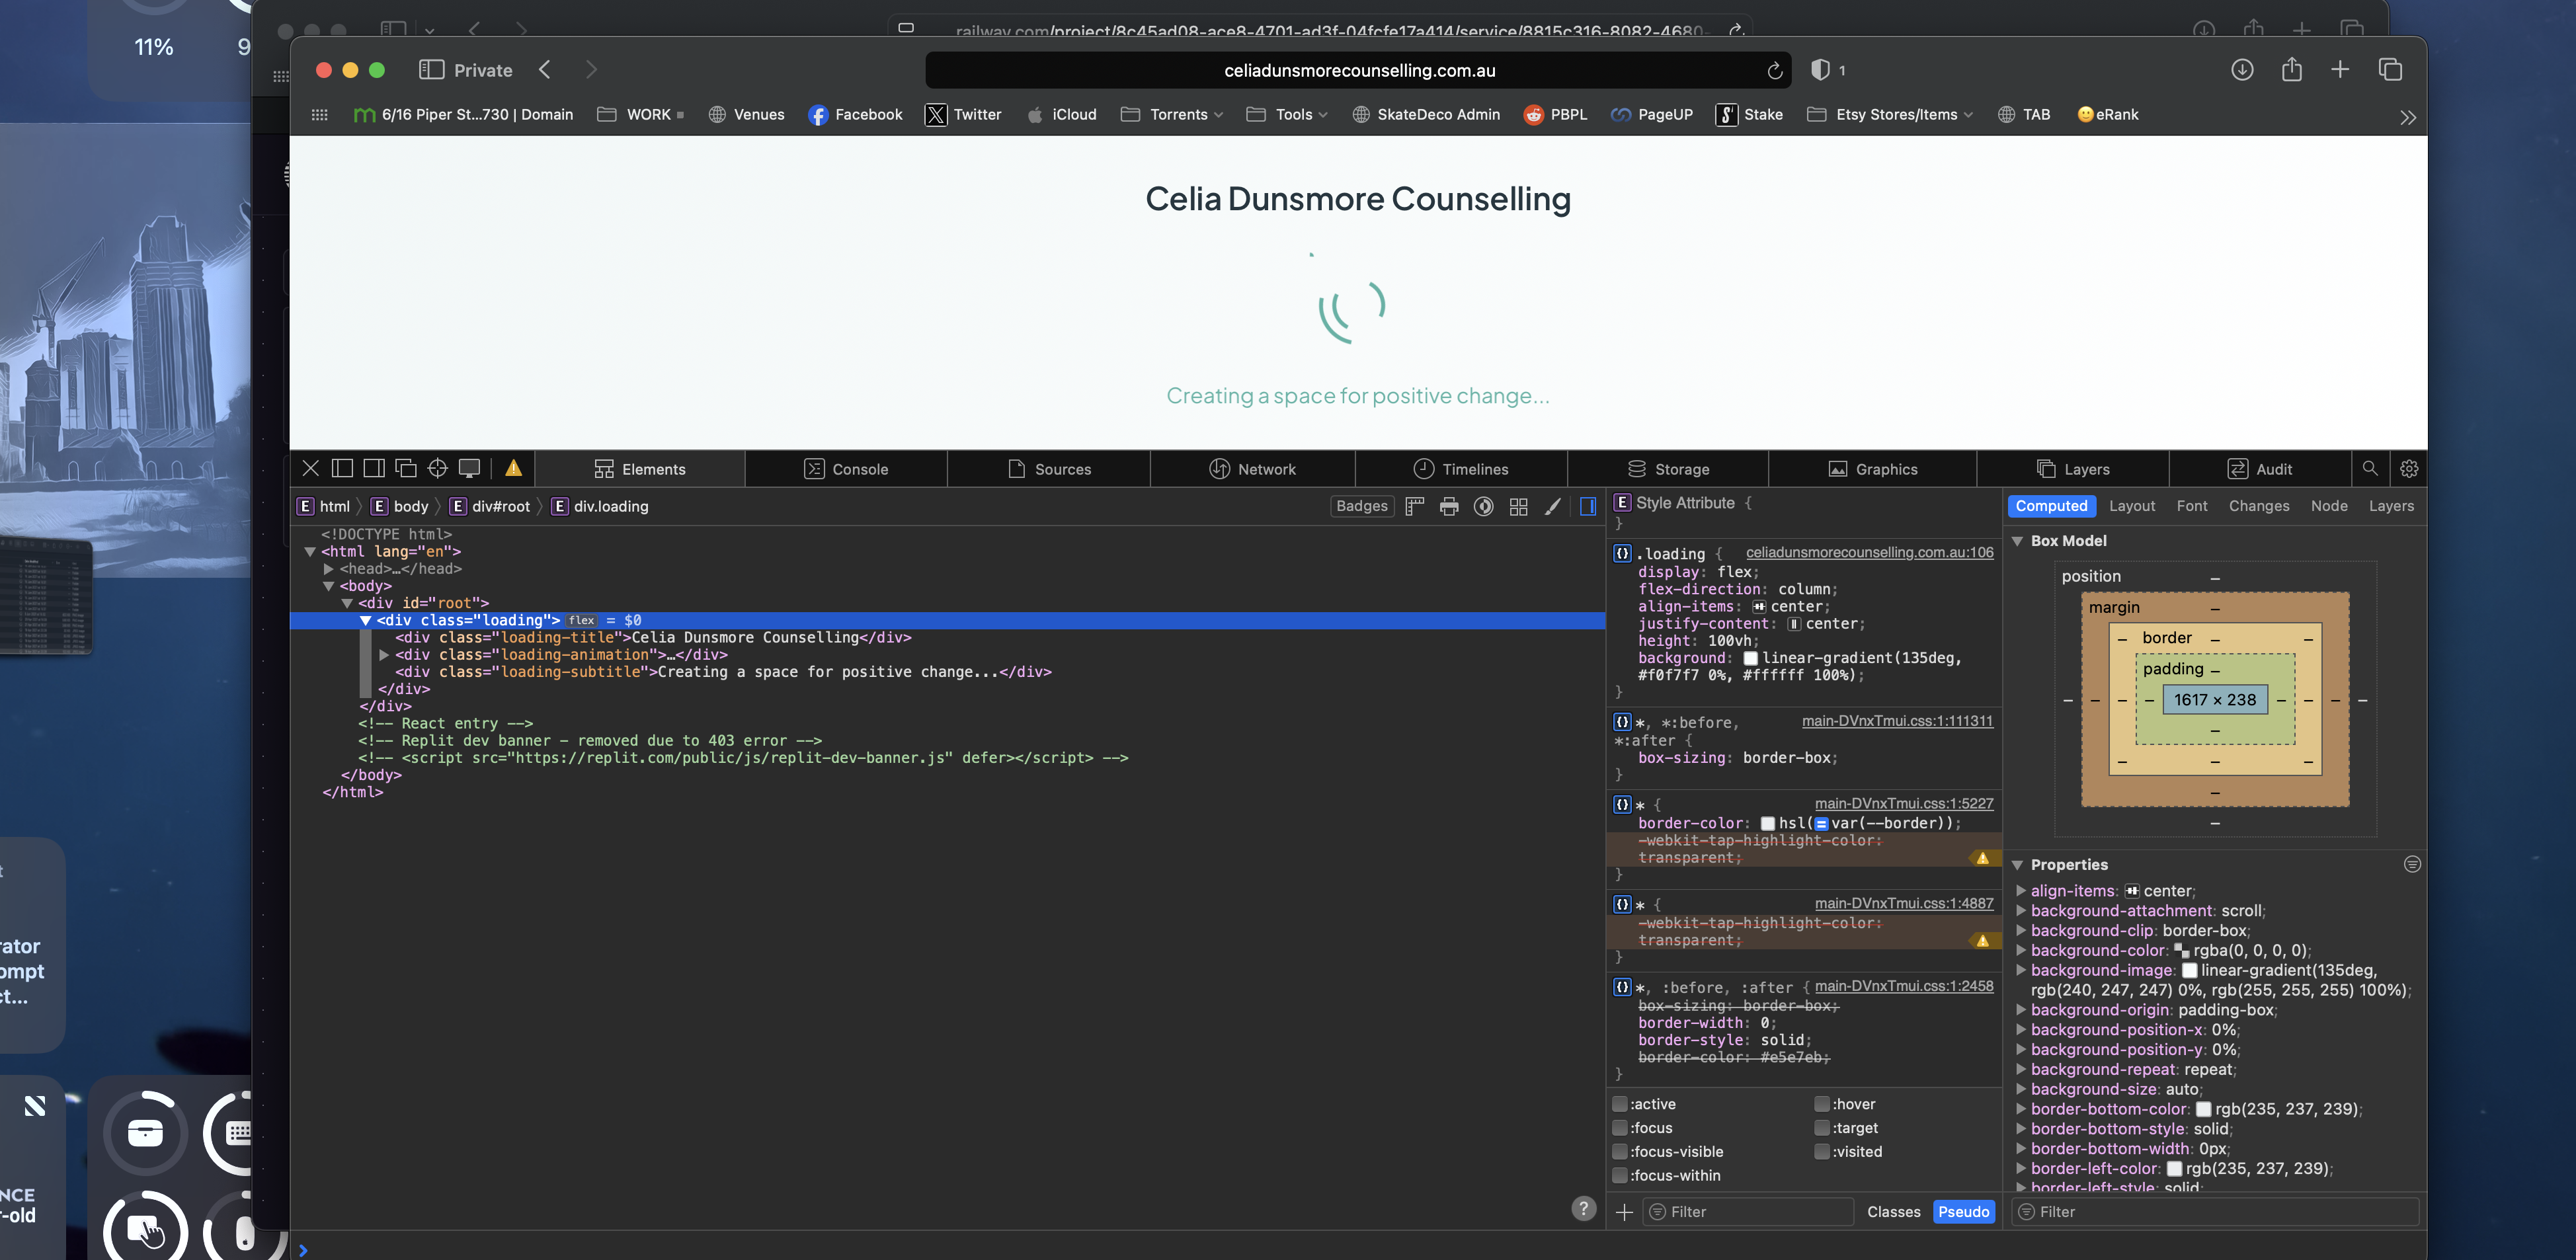 11%
9
railway.com/project/8c45ad08-ace8-4701-ad3f-04fcfe17a414/service/8815c316-8082-4680-
Private
celiadunsmorecounselling.com.au
1
6/16 Piper St...730 | Domain
WORK
Venues
Facebook
Twitter
iCloud
Torrents
Tools
SkateDeco Admin
PBPL
PageUP
Stake
Etsy Stores/Items
TAB
eRank
Celia Dunsmore Counselling
Creating a space for positive change...
Elements
Console
Sources
Network
Timelines
Storage
Graphics
Layers
Audit
E html
E body
E div#root
E div.loading
Badges
<!DOCTYPE html>
<html lang="en">
<head>…</head>
<body>
<div id="root">
<div class="loading"> flex = $0
<div class="loading-title">Celia Dunsmore Counselling</div>
<div class="loading-animation">…</div>
<div class="loading-subtitle">Creating a space for positive change...</div>
</div>
</div>
<!-- React entry -->
<!-- Replit dev banner - removed due to 403 error -->
<!-- <script src="https://replit.com/public/js/replit-dev-banner.js" defer></script> -->
</body>
</html>
E Style Attribute {
}
.loading { celiadunsmorecounselling.com.au:106
display: flex;
flex-direction: column;
align-items: center;
justify-content: center;
height: 100vh;
background: linear-gradient(135deg,
#f0f7f7 0%, #ffffff 100%);
}
*, *:before, main-DVnxTmui.css:1:111311
*:after {
box-sizing: border-box;
}
* { main-DVnxTmui.css:1:5227
border-color: hsl(var(--border));
-webkit-tap-highlight-color:
transparent;
}
* { main-DVnxTmui.css:1:4887
-webkit-tap-highlight-color:
transparent;
}
*, :before, :after { main-DVnxTmui.css:1:2458
box-sizing: border-box;
border-width: 0;
border-style: solid;
border-color: #e5e7eb;
}
:active
:hover
:focus
:target
:focus-visible
:visited
:focus-within
Filter
Classes
Pseudo
Computed
Layout
Font
Changes
Node
Layers
Box Model
position –
margin –
– border – –
padding –
– – – – 1617 × 238 – – – –
–
– – –
–
–
Properties
align-items: center;
background-attachment: scroll;
background-clip: border-box;
background-color: rgba(0, 0, 0, 0);
background-image: linear-gradient(135deg,
rgb(240, 247, 247) 0%, rgb(255, 255, 255) 100%);
background-origin: padding-box;
background-position-x: 0%;
background-position-y: 0%;
background-repeat: repeat;
background-size: auto;
border-bottom-color: rgb(235, 237, 239);
border-bottom-style: solid;
border-bottom-width: 0px;
border-left-color: rgb(235, 237, 239);
border-left-style: solid;
Filter
?
t
rator
ompt
ct...
NCE
r-old